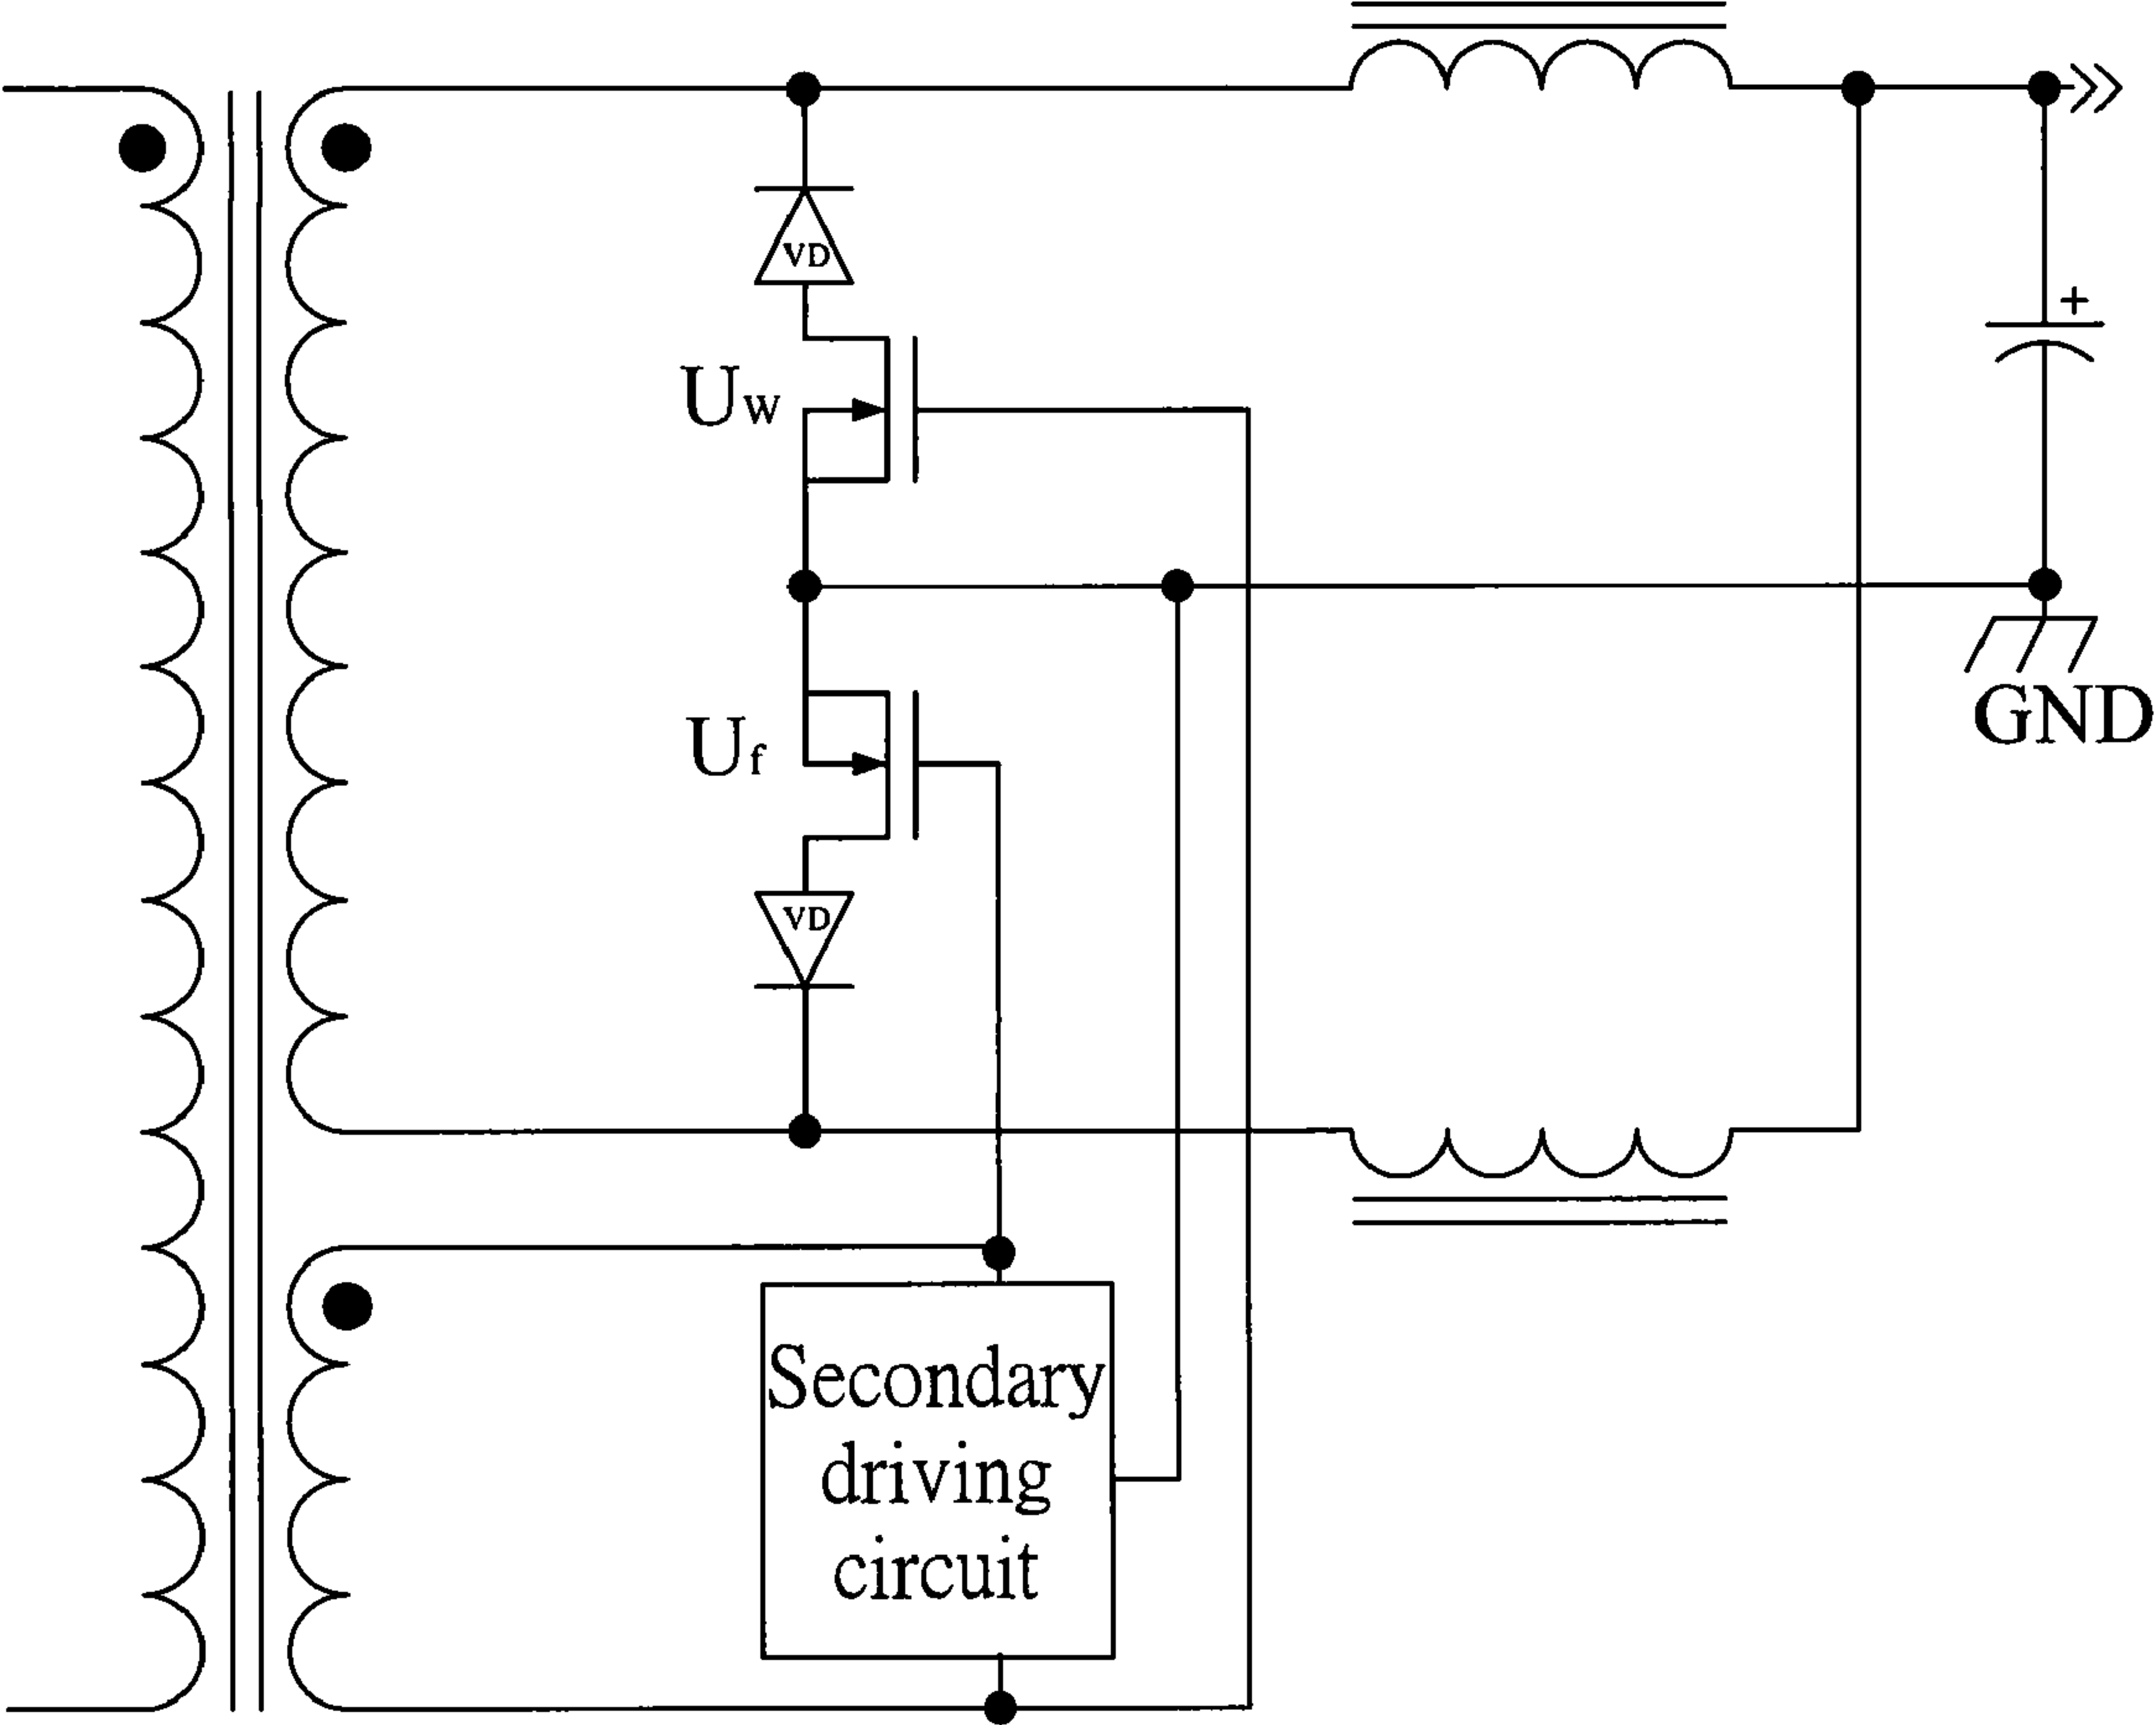 VD
+
Uw
Uf
GND
VD
Secondary
driving
circuit